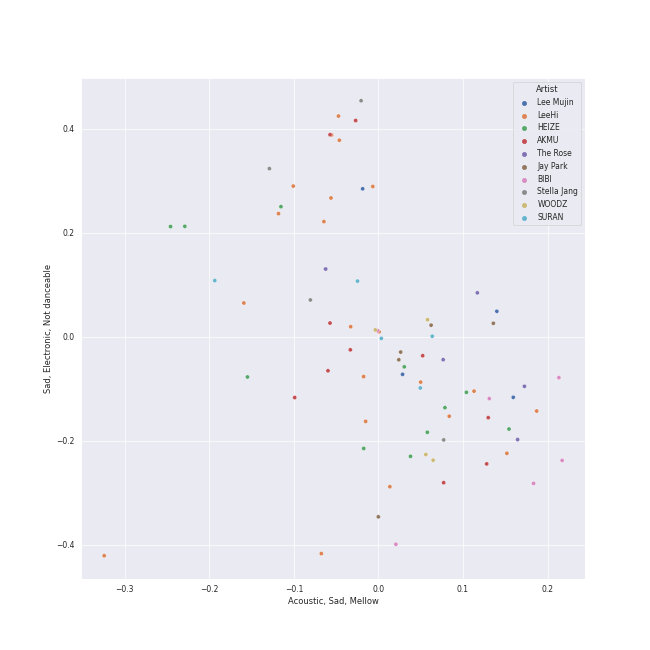 Artist
Lee Mujin
LeeHi
HEIZE
AKMU
The Rose
Jay Park
BIBI
Stella Jang
WOODZ
SURAN
0.4
0.2
0.0
−0.2
−0.4
Sad, Electronic, Not danceable
−0.3
−0.2
−0.1
0.0
0.1
0.2
Acoustic, Sad, Mellow